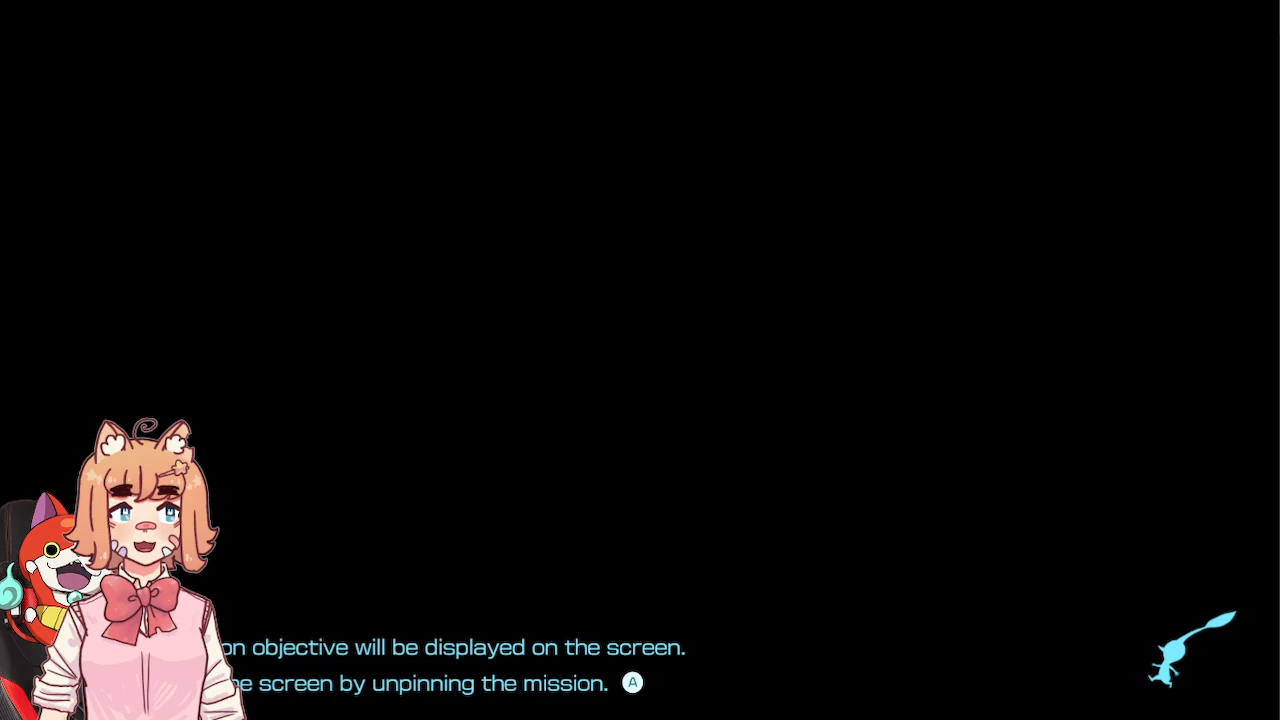 on objective will be displayed on the screen.
screen by unpinning the mission. A